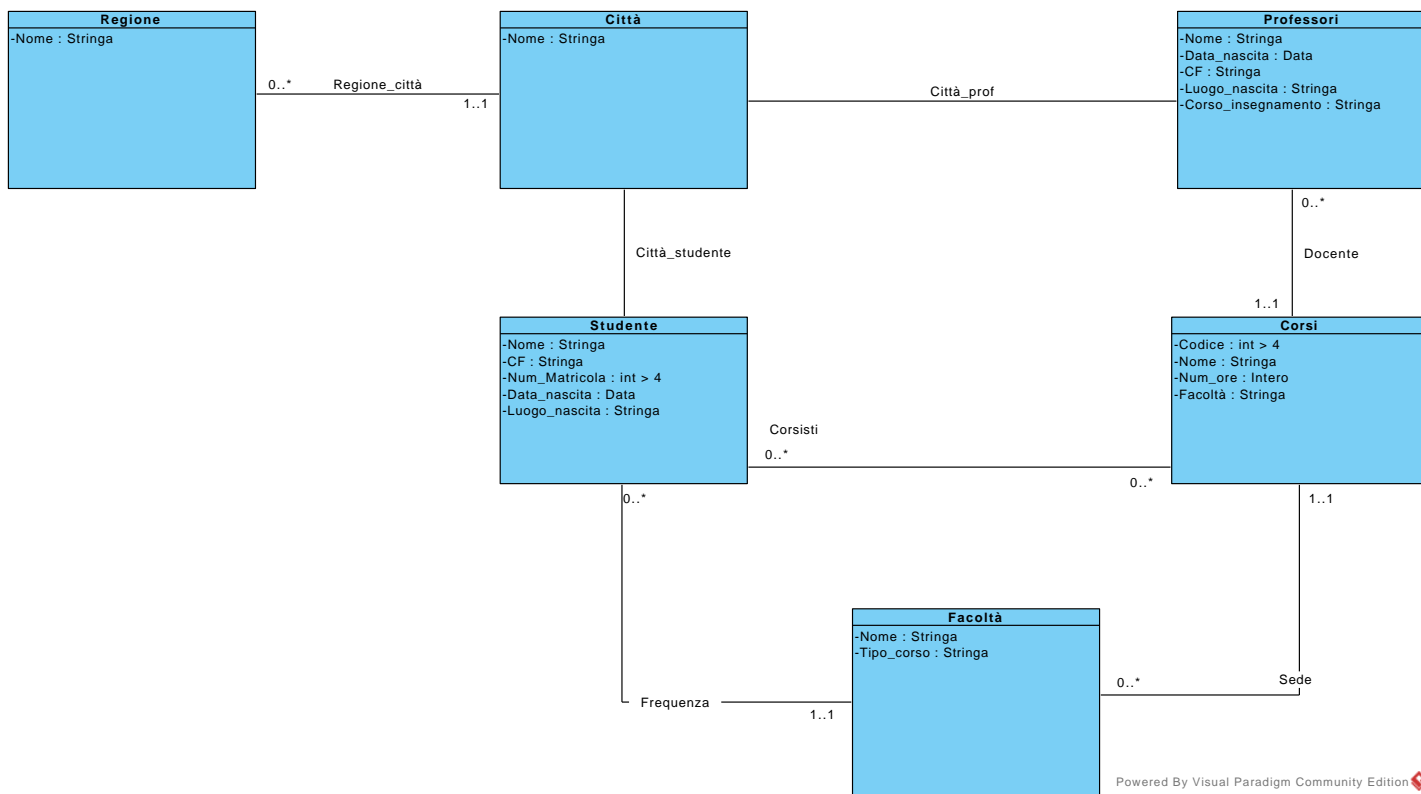 Regione
-Nome : Stringa
Città
-Nome : Stringa
Professori
-Nome : Stringa
-Data_nascita : Data
-CF : Stringa
-Luogo_nascita : Stringa
-Corso_insegnamento : Stringa
0..*
Regione_città
1..1
Città_prof
Città_studente
0..*
Docente
1..1
Studente
-Nome : Stringa
-CF : Stringa
-Num_Matricola : int > 4
-Data_nascita : Data
-Luogo_nascita : Stringa
Corsi
-Codice : int > 4
-Nome : Stringa
-Num_ore : Intero
-Facoltà : Stringa
Corsisti
0..*
0..*
0..*
1..1
Facoltà
-Nome : Stringa
-Tipo_corso : Stringa
Frequenza
1..1
0..*
Sede
Powered By Visual Paradigm Community Edition